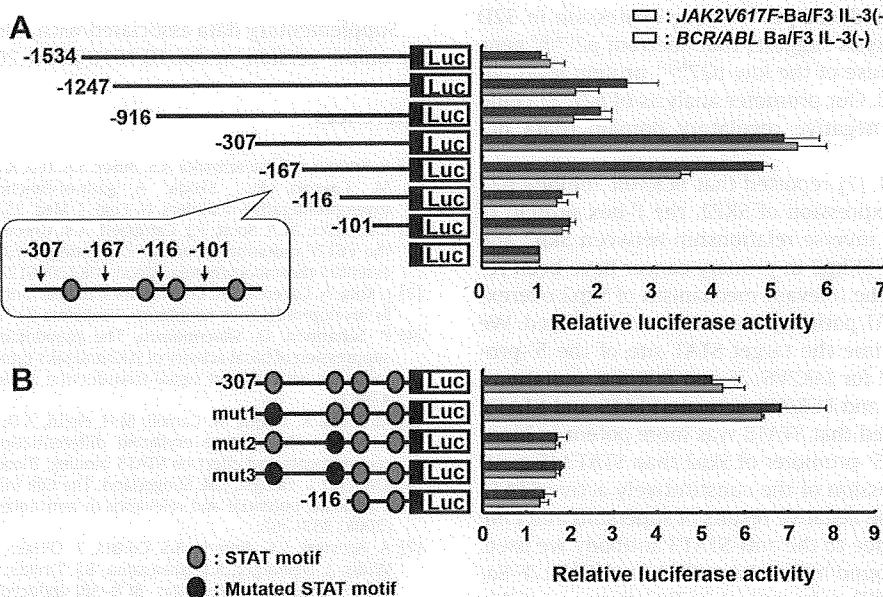 A
: JAK2V617F-Ba/F3 IL-3(-
: BCR/ABL Ba/F3 IL-3(-)
-1534 Luc
-1247 Luc
-916 Luc
-307 Luc
-167 Luc
-116 Luc
-101 Luc
Luc
-307 -167 -116 -101
0 1 2 3 4 5 6 7
Relative luciferase activity
B
-307 Luc
mut1 Luc
mut2 Luc
mut3 Luc
-116 Luc
0 1 2 3 4 5 6 7 8 9
Relative luciferase activity
: STAT motif
: Mutated STAT motif